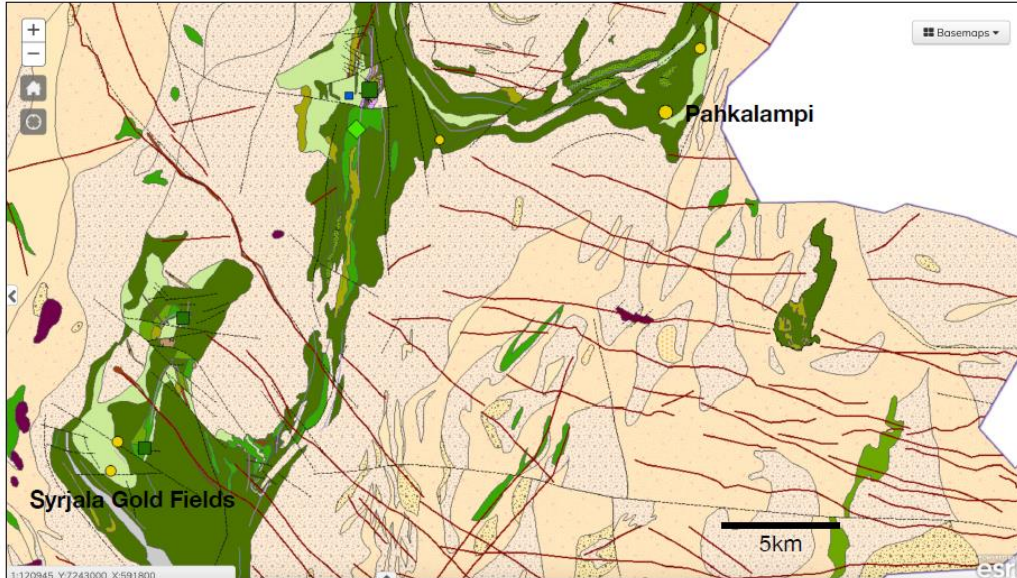 +
−
Basemaps
Pahkalampi
Syrjala Gold Fields
5km
1:120945 Y:7243000 X:591800
esri